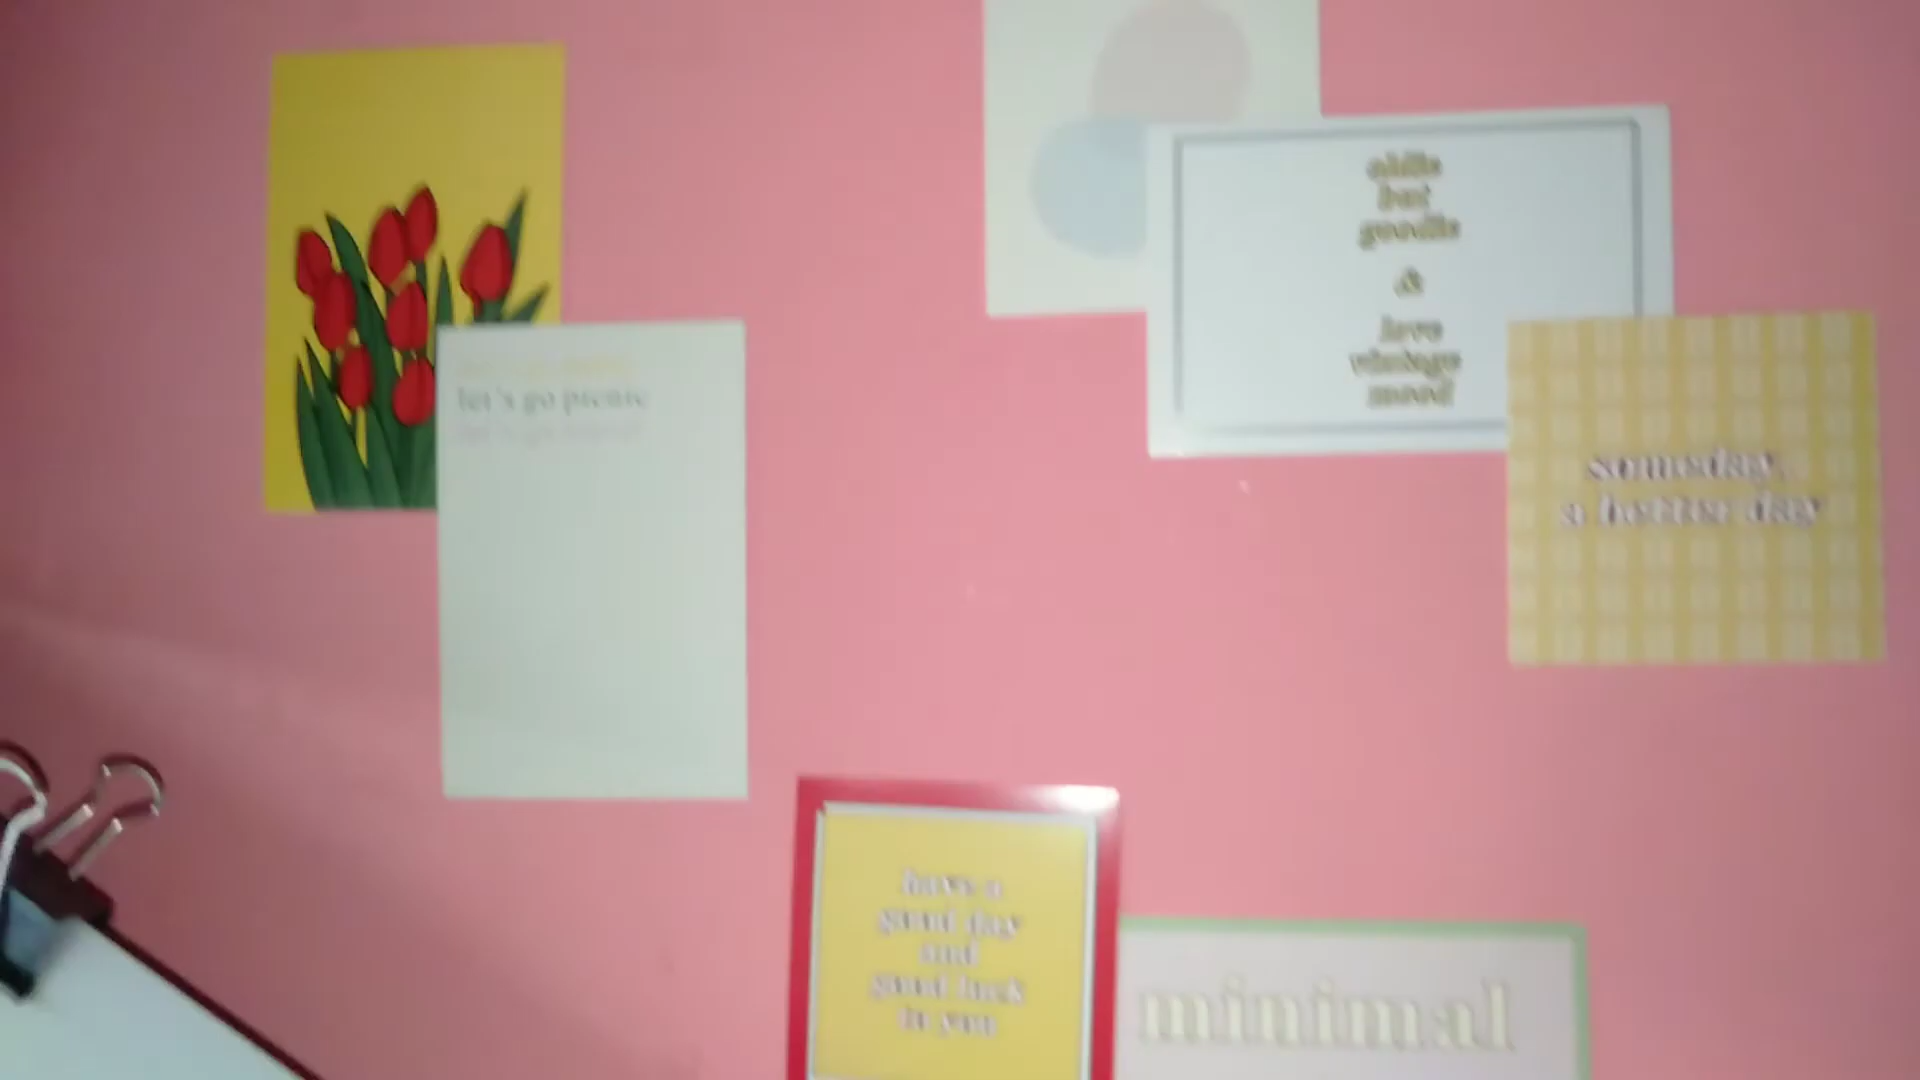 let's go picnic
oldie
but
goodie
&
love
vintage
mood
someday,
a better day
have a
good day
and
good luck
to you
minimal